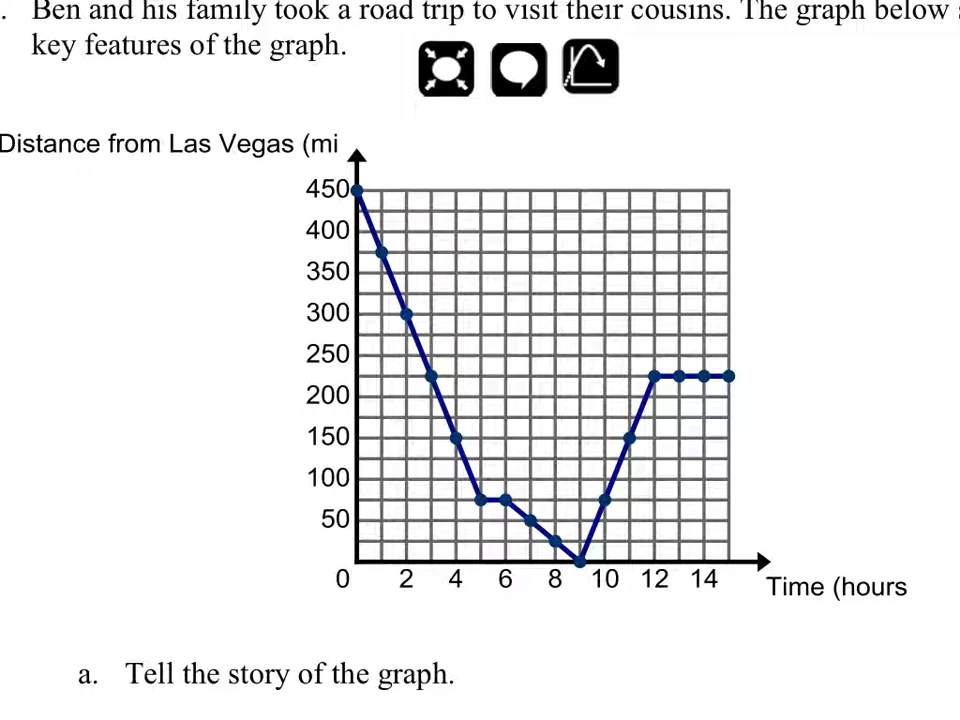 . Ben and his family took a road trip to visit their cousins. The graph below
key features of the graph.
Distance from Las Vegas (mi
450
400
350
300
250
200
150
100
50
0 2 4 6 8 10 12 14
Time (hours
a. Tell the story of the graph.